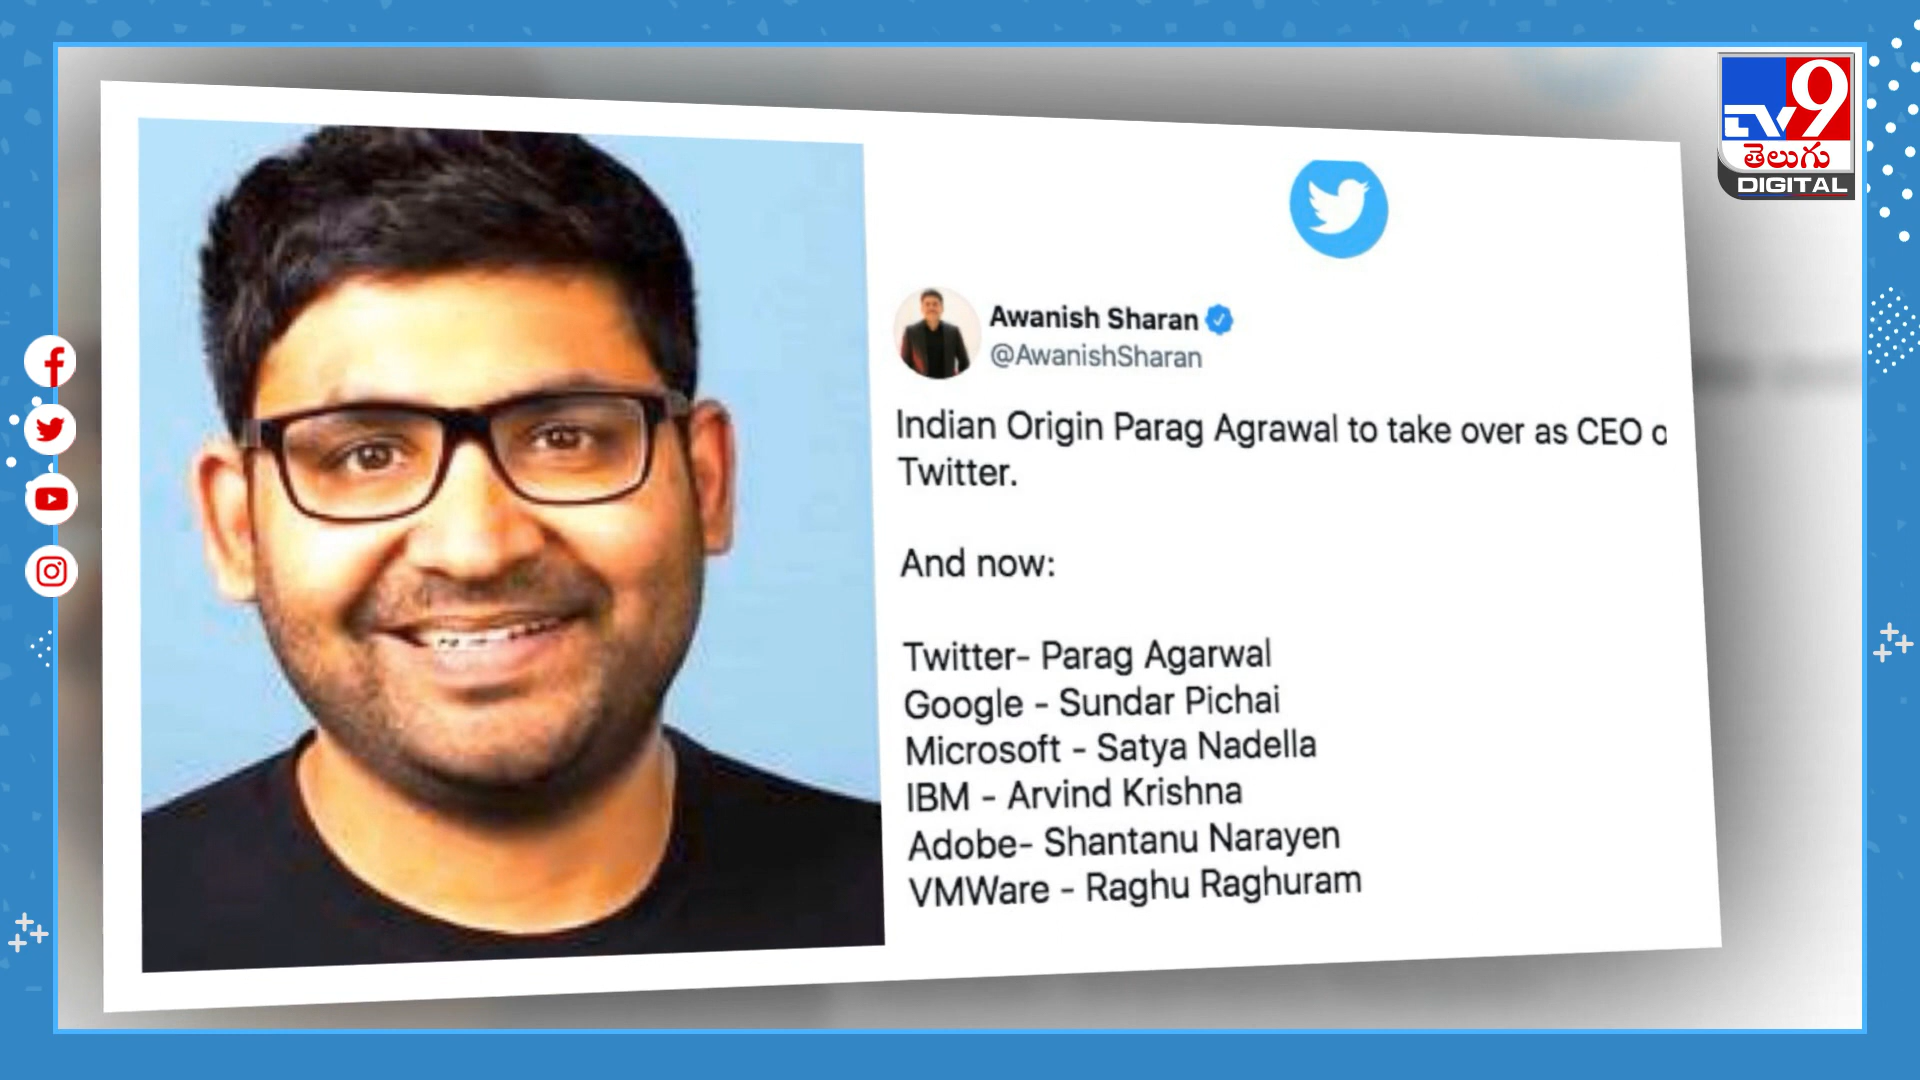 TV9
తెలుగు
DIGITAL
Awanish Sharan
@AwanishSharan
Indian Origin Parag Agrawal to take over as CEO o
Twitter.
And now:
Twitter- Parag Agarwal
Google - Sundar Pichai
Microsoft - Satya Nadella
IBM - Arvind Krishna
Adobe- Shantanu Narayen
VMWare - Raghu Raghuram